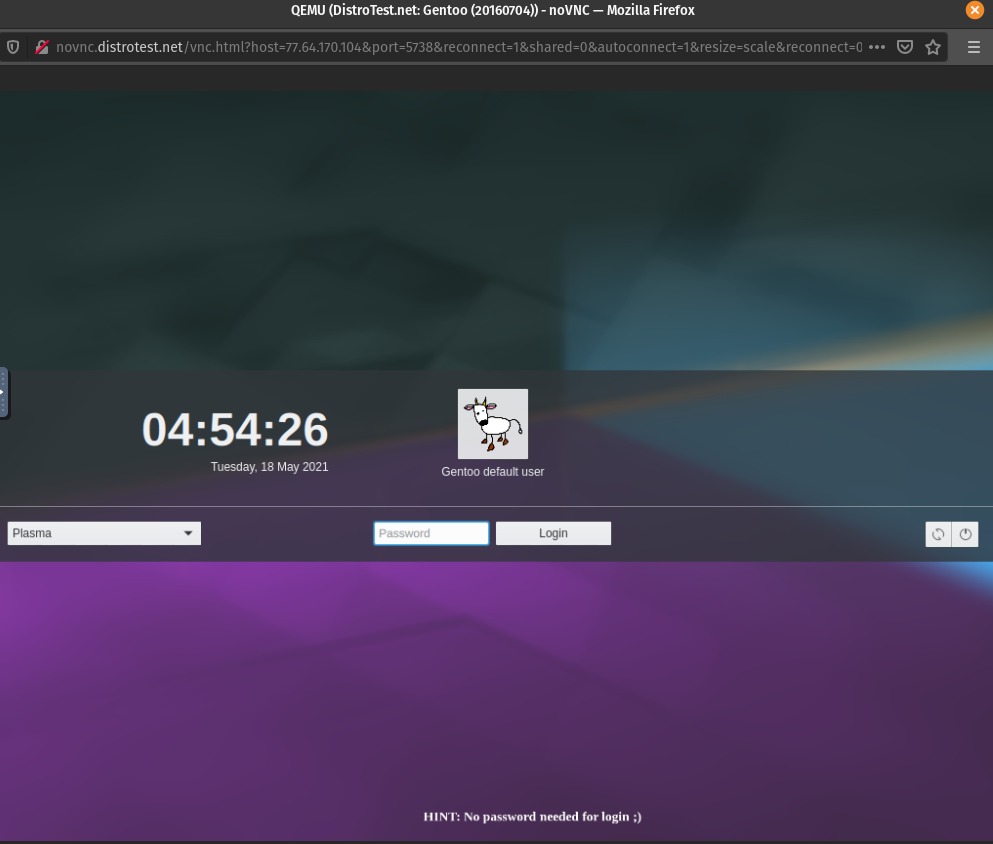 QEMU (DistroTest.net: Gentoo (20160704)) - noVNC — Mozilla Firefox
novnc.distrotest.net/vnc.html?host=77.64.170.104&port=5738&reconnect=1&shared=0&autoconnect=1&resize=scale&reconnect=0
04:54:26
Tuesday, 18 May 2021
Gentoo default user
Plasma
Password
Login
HINT: No password needed for login ;)